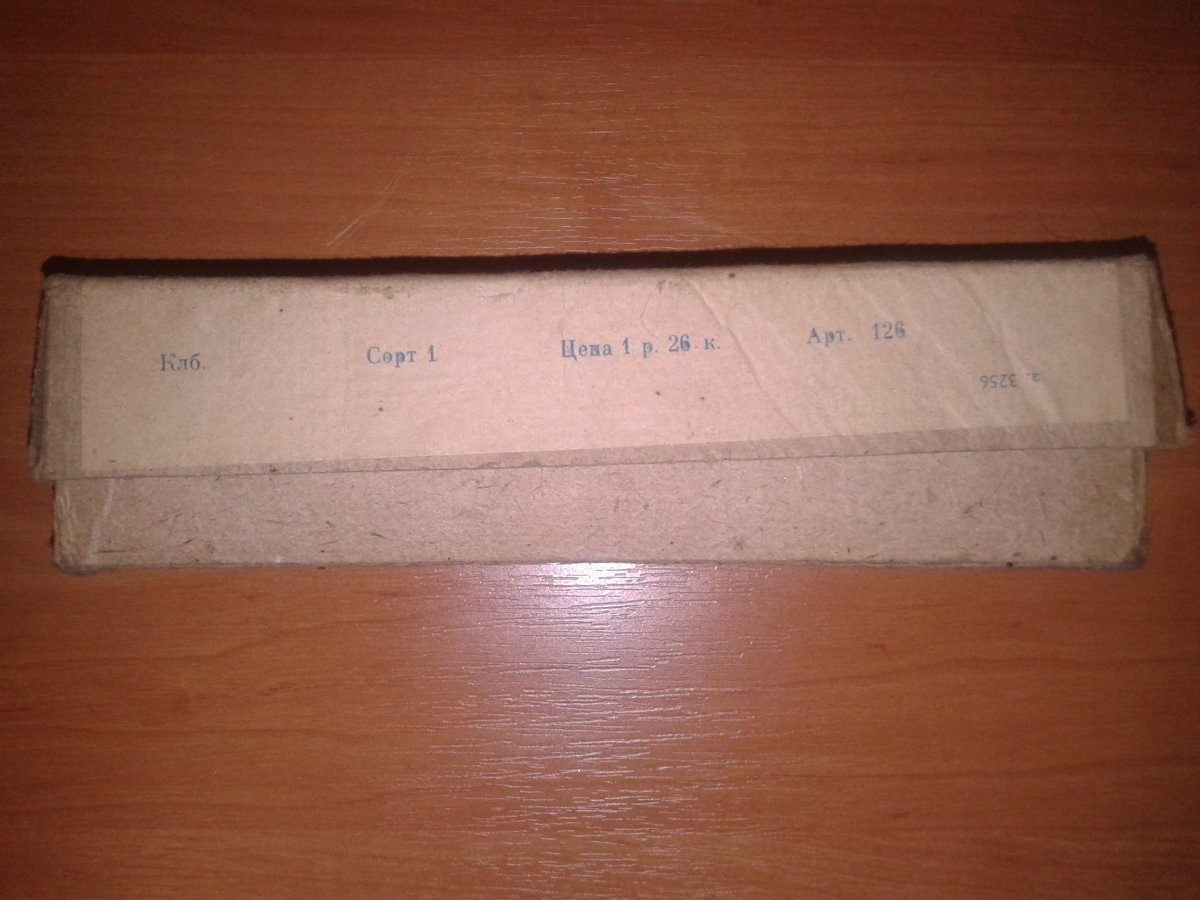 Клб. Сорт 1 Цена 1 р. 26 к. Арт. 126
з. 3256